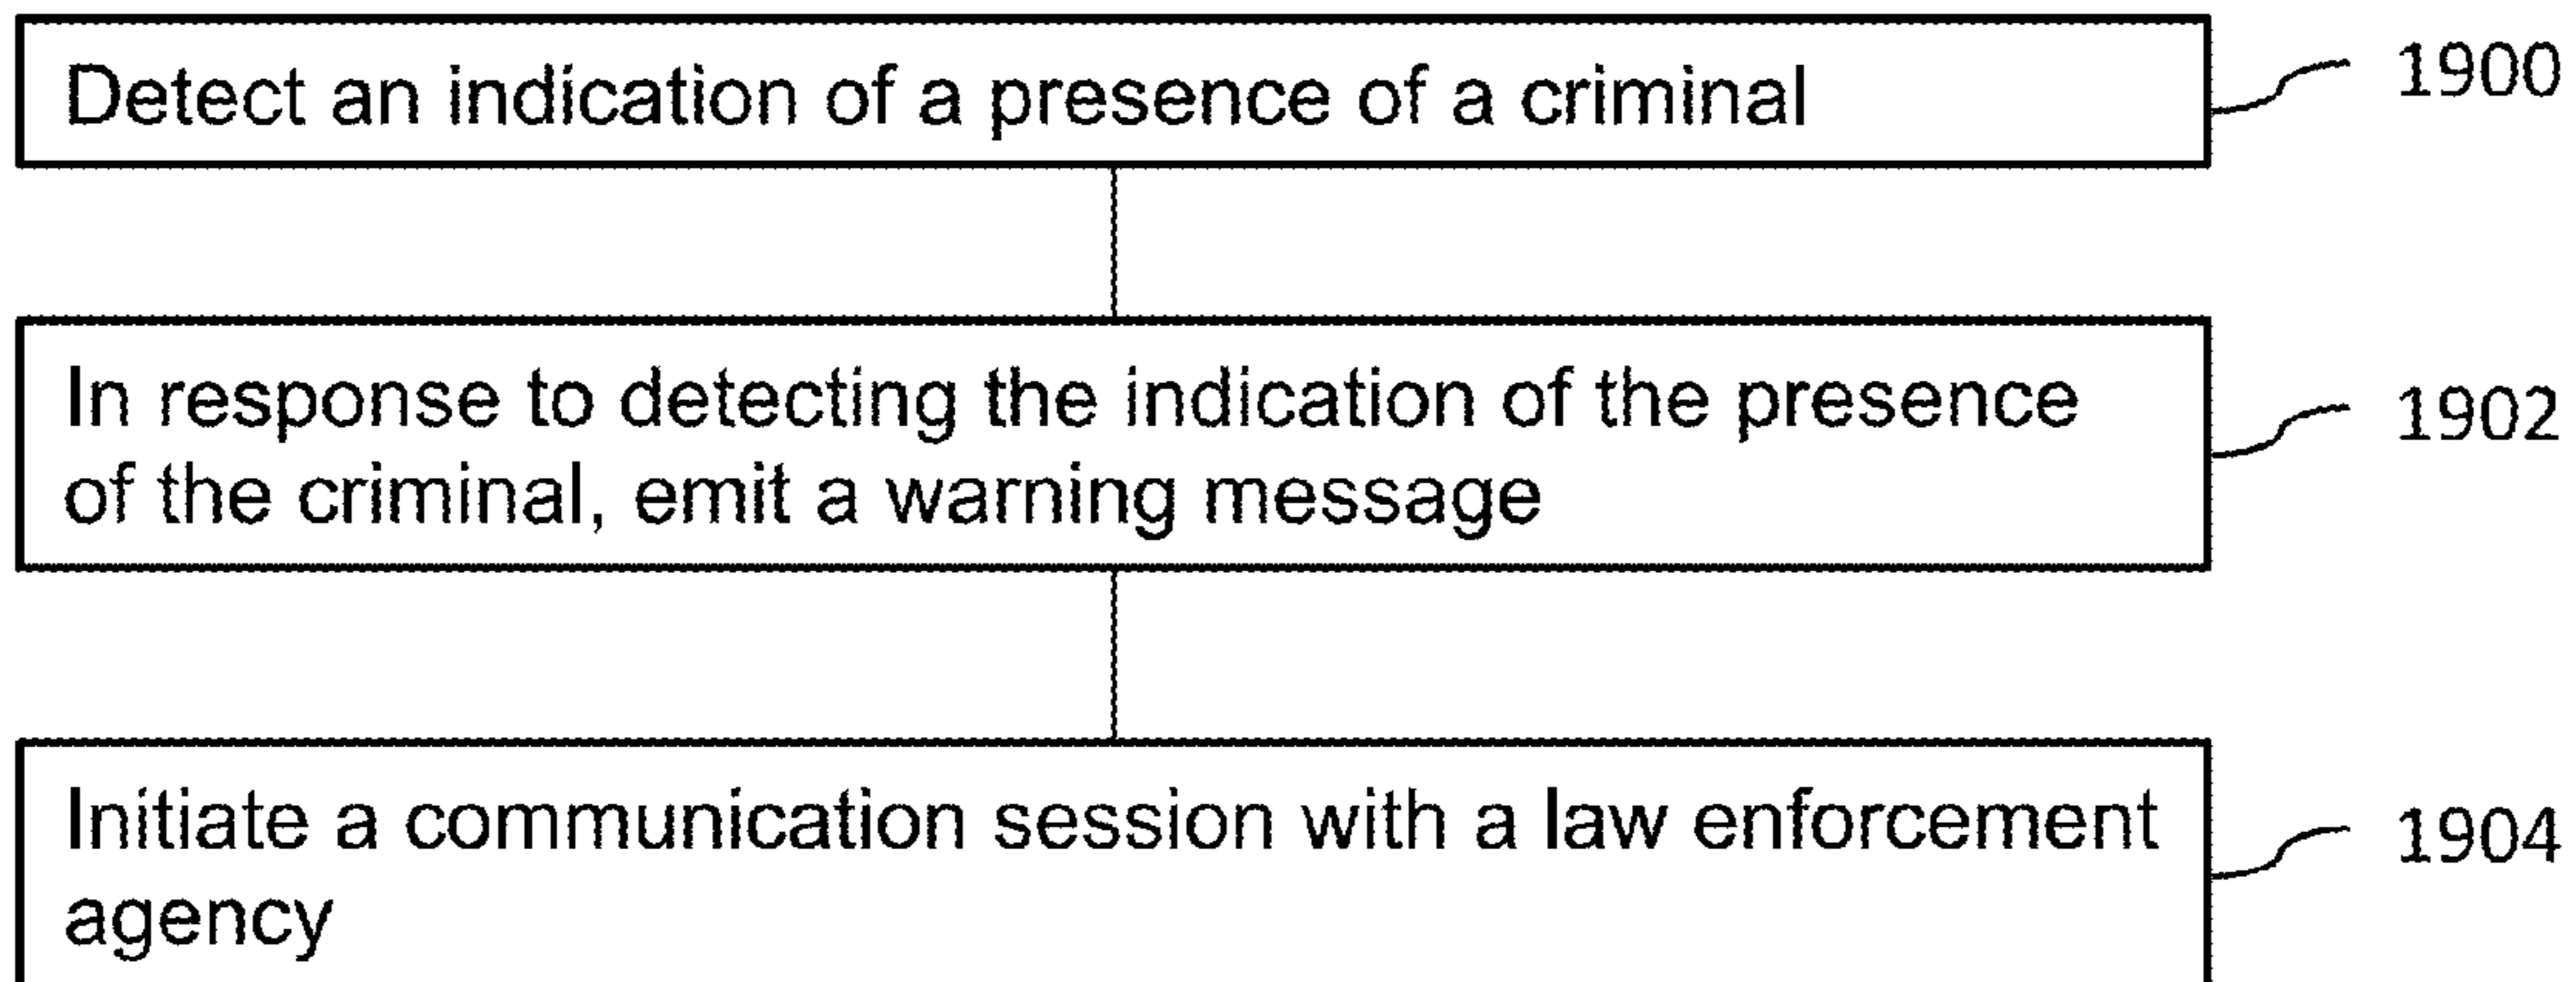 Detect an indication of a presence of a criminal
1900
In response to detecting the indication of the presence
of the criminal, emit a warning message
1902
Initiate a communication session with a law enforcement
agency
1904